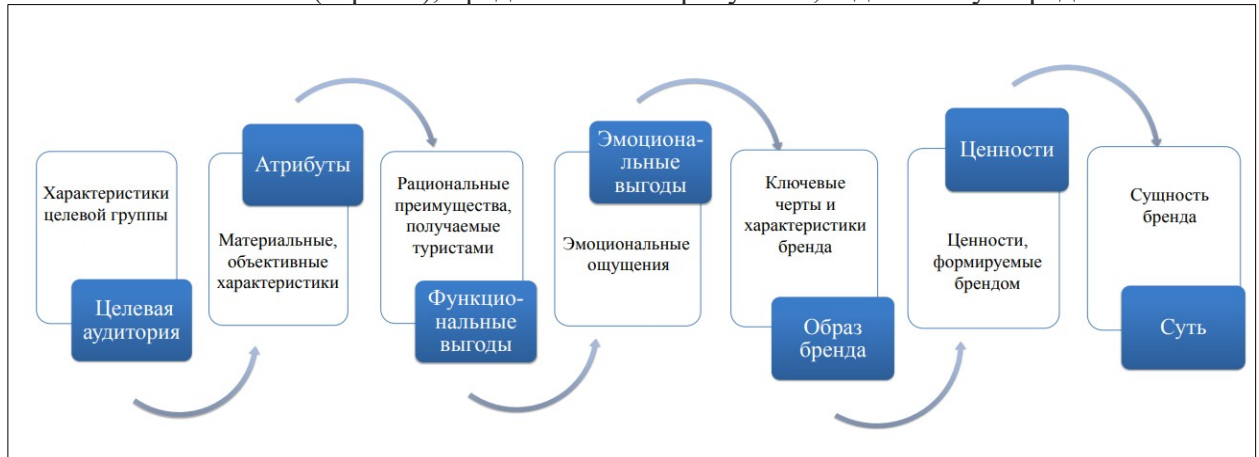 Характеристики
целевой группы
Целевая
аудитория
Атрибуты
Материальные,
объективные
характеристики
Рациональные
преимущества,
получаемые
туристами
Функцио-
нальные
выгоды
Эмоциона-
льные
выгоды
Эмоциональные
ощущения
Ключевые
черты и
характеристики
бренда
Образ
бренда
Ценности
Ценности,
формируемые
брендом
Сущность
бренда
Суть